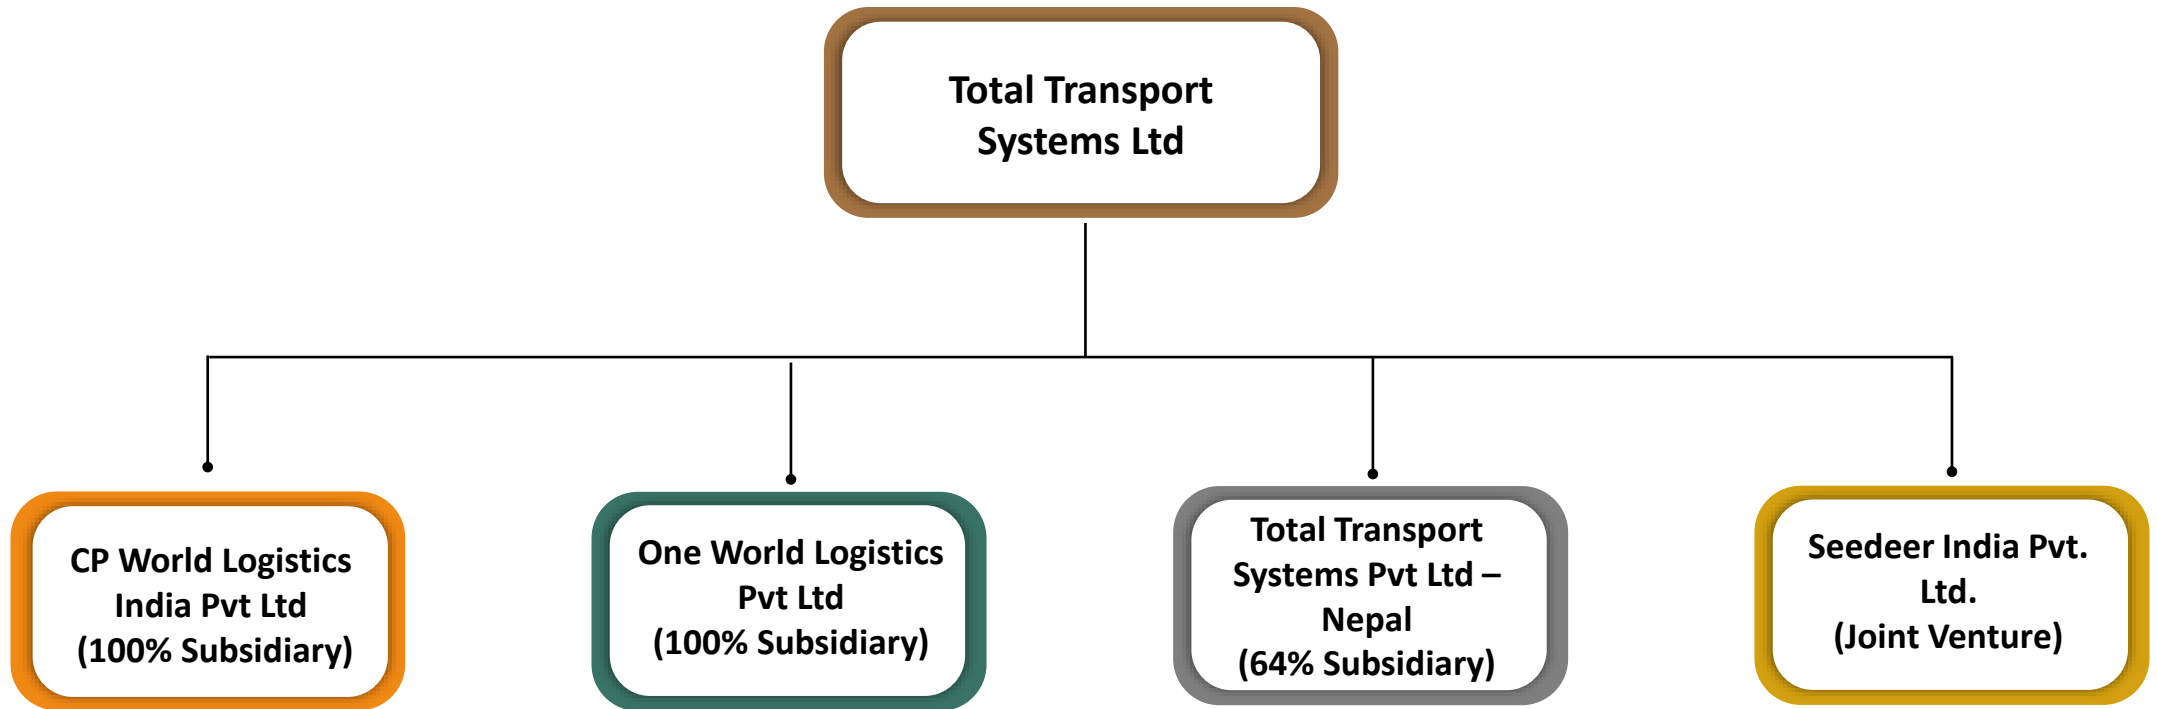 Total Transport
Systems Ltd
CP World Logistics
India Pvt Ltd
(100% Subsidiary)
One World Logistics
Pvt Ltd
(100% Subsidiary)
Total Transport
Systems Pvt Ltd –
Nepal
(64% Subsidiary)
Seedeer India Pvt.
Ltd.
(Joint Venture)